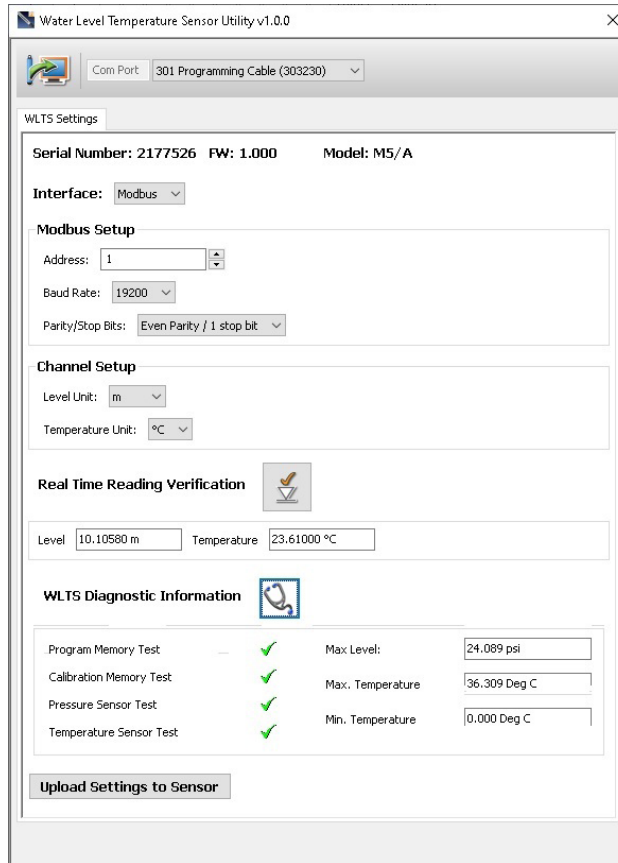 Water Level Temperature Sensor Utility v1.0.0
Com Port 301 Programming Cable (303230)
WLTS Settings
Serial Number: 2177526 FW: 1.000 Model: M5/A
Interface: Modbus
Modbus Setup
Address: 1
Baud Rate: 19200
Parity/Stop Bits: Even Parity / 1 stop bit
Channel Setup
Level Unit: m
Temperature Unit: °C
Real Time Reading Verification
Level 10.10580 m Temperature 23.61000 °C
WLTS Diagnostic Information
Program Memory Test Max Level: 24.089 psi
Calibration Memory Test Max. Temperature 36.309 Deg C
Pressure Sensor Test Min. Temperature 0.000 Deg C
Temperature Sensor Test
Upload Settings to Sensor